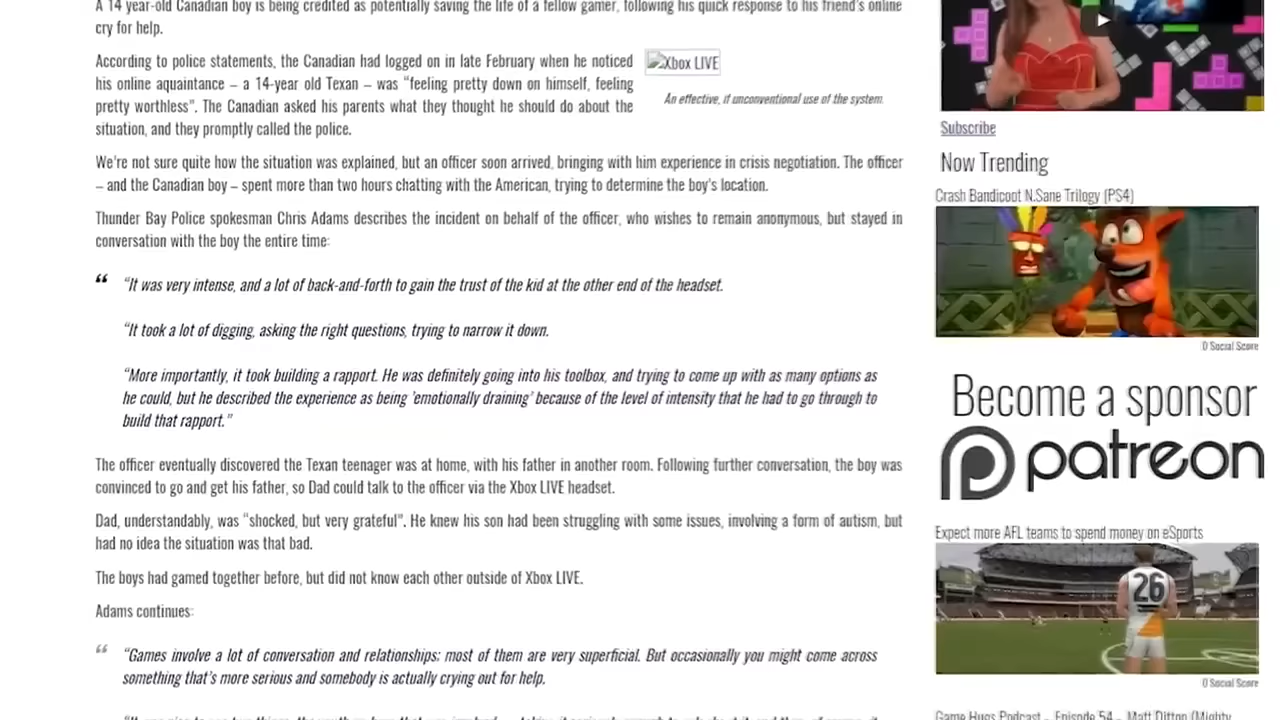 A 14 year-old Canadian boy is being credited as potentially saving the life of a fellow gamer, following his quick response to his friend's online
cry for help.
According to police statements, the Canadian had logged on in late February when he noticed
his online aquaintance – a 14-year old Texan – was “feeling pretty down on himself, feeling
pretty worthless”. The Canadian asked his parents what they thought he should do about the
situation, and they promptly called the police.
Xbox LIVE
An effective, if unconventional use of the system.
We're not sure quite how the situation was explained, but an officer soon arrived, bringing with him experience in crisis negotiation. The officer
– and the Canadian boy – spent more than two hours chatting with the American, trying to determine the boy's location.
Thunder Bay Police spokesman Chris Adams describes the incident on behalf of the officer, who wishes to remain anonymous, but stayed in
conversation with the boy the entire time:
“ “It was very intense, and a lot of back-and-forth to gain the trust of the kid at the other end of the headset.
“It took a lot of digging, asking the right questions, trying to narrow it down.
“More importantly, it took building a rapport. He was definitely going into his toolbox, and trying to come up with as many options as
he could, but he described the experience as being 'emotionally draining' because of the level of intensity that he had to go through to
build that rapport.”
The officer eventually discovered the Texan teenager was at home, with his father in another room. Following further conversation, the boy was
convinced to go and get his father, so Dad could talk to the officer via the Xbox LIVE headset.
Dad, understandably, was “shocked, but very grateful”. He knew his son had been struggling with some issues, involving a form of autism, but
had no idea the situation was that bad.
The boys had gamed together before, but did not know each other outside of Xbox LIVE.
Adams continues:
“ “Games involve a lot of conversation and relationships: most of them are very superficial. But occasionally you might come across
something that's more serious and somebody is actually crying out for help.
Subscribe
Now Trending
Crash Bandicoot N.Sane Trilogy (PS4)
0 Social Score
Become a sponsor
patreon
Expect more AFL teams to spend money on eSports
26
0 Social Score
Game Hugs Podcast – Episode 54 – Matt Ditton (Mighty